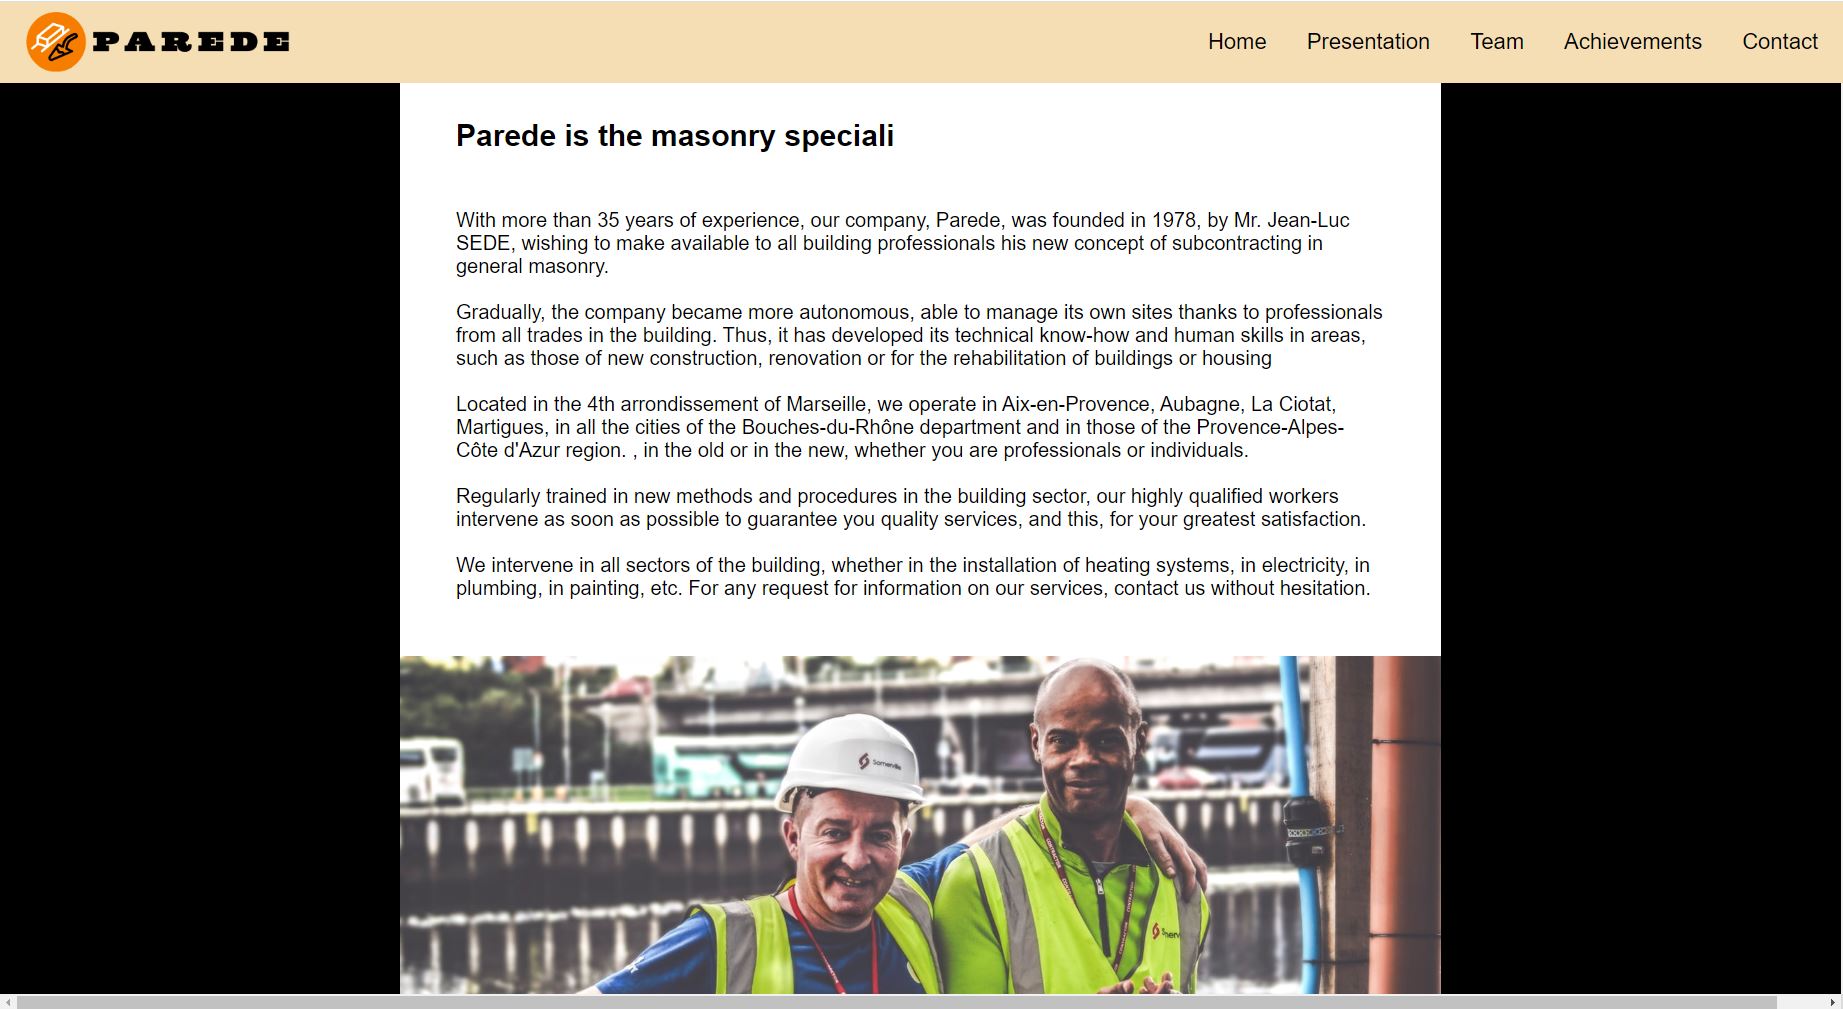 PAREDE
Home
Presentation
Team
Achievements
Contact
Parede is the masonry speciali
With more than 35 years of experience, our company, Parede, was founded in 1978, by Mr. Jean-Luc
SEDE, wishing to make available to all building professionals his new concept of subcontracting in
general masonry.
Gradually, the company became more autonomous, able to manage its own sites thanks to professionals
from all trades in the building. Thus, it has developed its technical know-how and human skills in areas,
such as those of new construction, renovation or for the rehabilitation of buildings or housing
Located in the 4th arrondissement of Marseille, we operate in Aix-en-Provence, Aubagne, La Ciotat,
Martigues, in all the cities of the Bouches-du-Rhône department and in those of the Provence-Alpes-
Côte d'Azur region. , in the old or in the new, whether you are professionals or individuals.
Regularly trained in new methods and procedures in the building sector, our highly qualified workers
intervene as soon as possible to guarantee you quality services, and this, for your greatest satisfaction.
We intervene in all sectors of the building, whether in the installation of heating systems, in electricity, in
plumbing, in painting, etc. For any request for information on our services, contact us without hesitation.
Somerville
CONTRACTOR